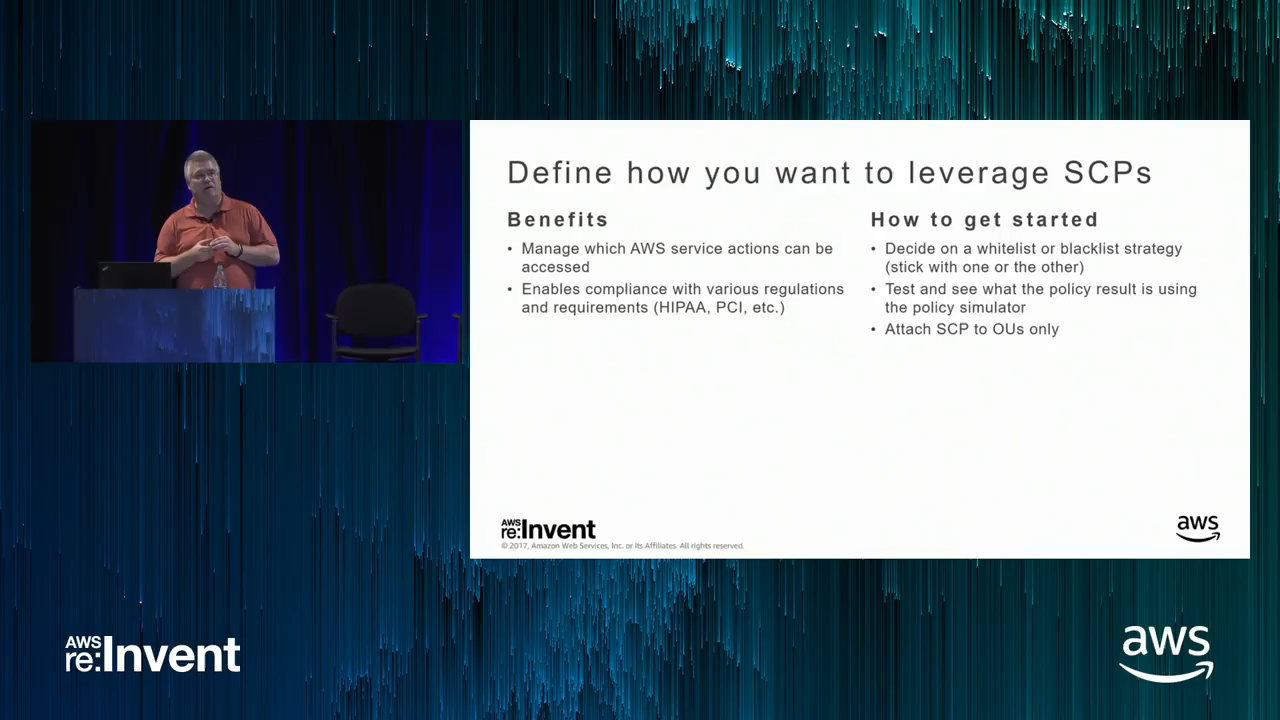 Define how you want to leverage SCPs
Benefits
• Manage which AWS service actions can be
accessed
• Enables compliance with various regulations
and requirements (HIPAA, PCI, etc.)
How to get started
• Decide on a whitelist or blacklist strategy
(stick with one or the other)
• Test and see what the policy result is using
the policy simulator
• Attach SCP to OUs only
AWS
re:Invent
© 2017, Amazon Web Services, Inc. or its Affiliates. All rights reserved.
aws
AWS
re:Invent
aws